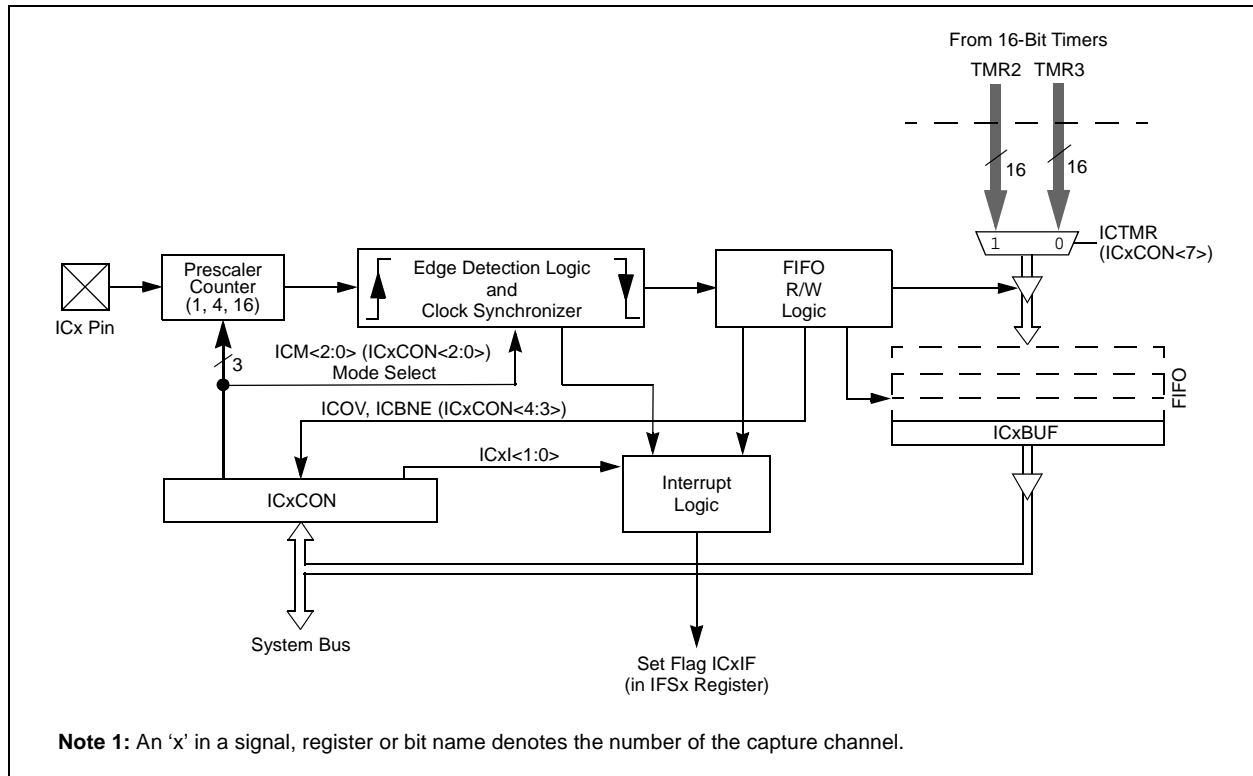 From 16-Bit Timers
TMR2 TMR3
16 16
1 0
ICTMR
(ICxCON<7>)
ICx Pin
Prescaler
Counter
(1, 4, 16)
Edge Detection Logic
and
Clock Synchronizer
FIFO
R/W
Logic
3
ICM<2:0> (ICxCON<2:0>)
Mode Select
FIFO
ICOV, ICBNE (ICxCON<4:3>)
ICxBUF
ICxI<1:0>
ICxCON
Interrupt
Logic
System Bus
Set Flag ICxIF
(in IFSx Register)
Note 1: An ‘x’ in a signal, register or bit name denotes the number of the capture channel.